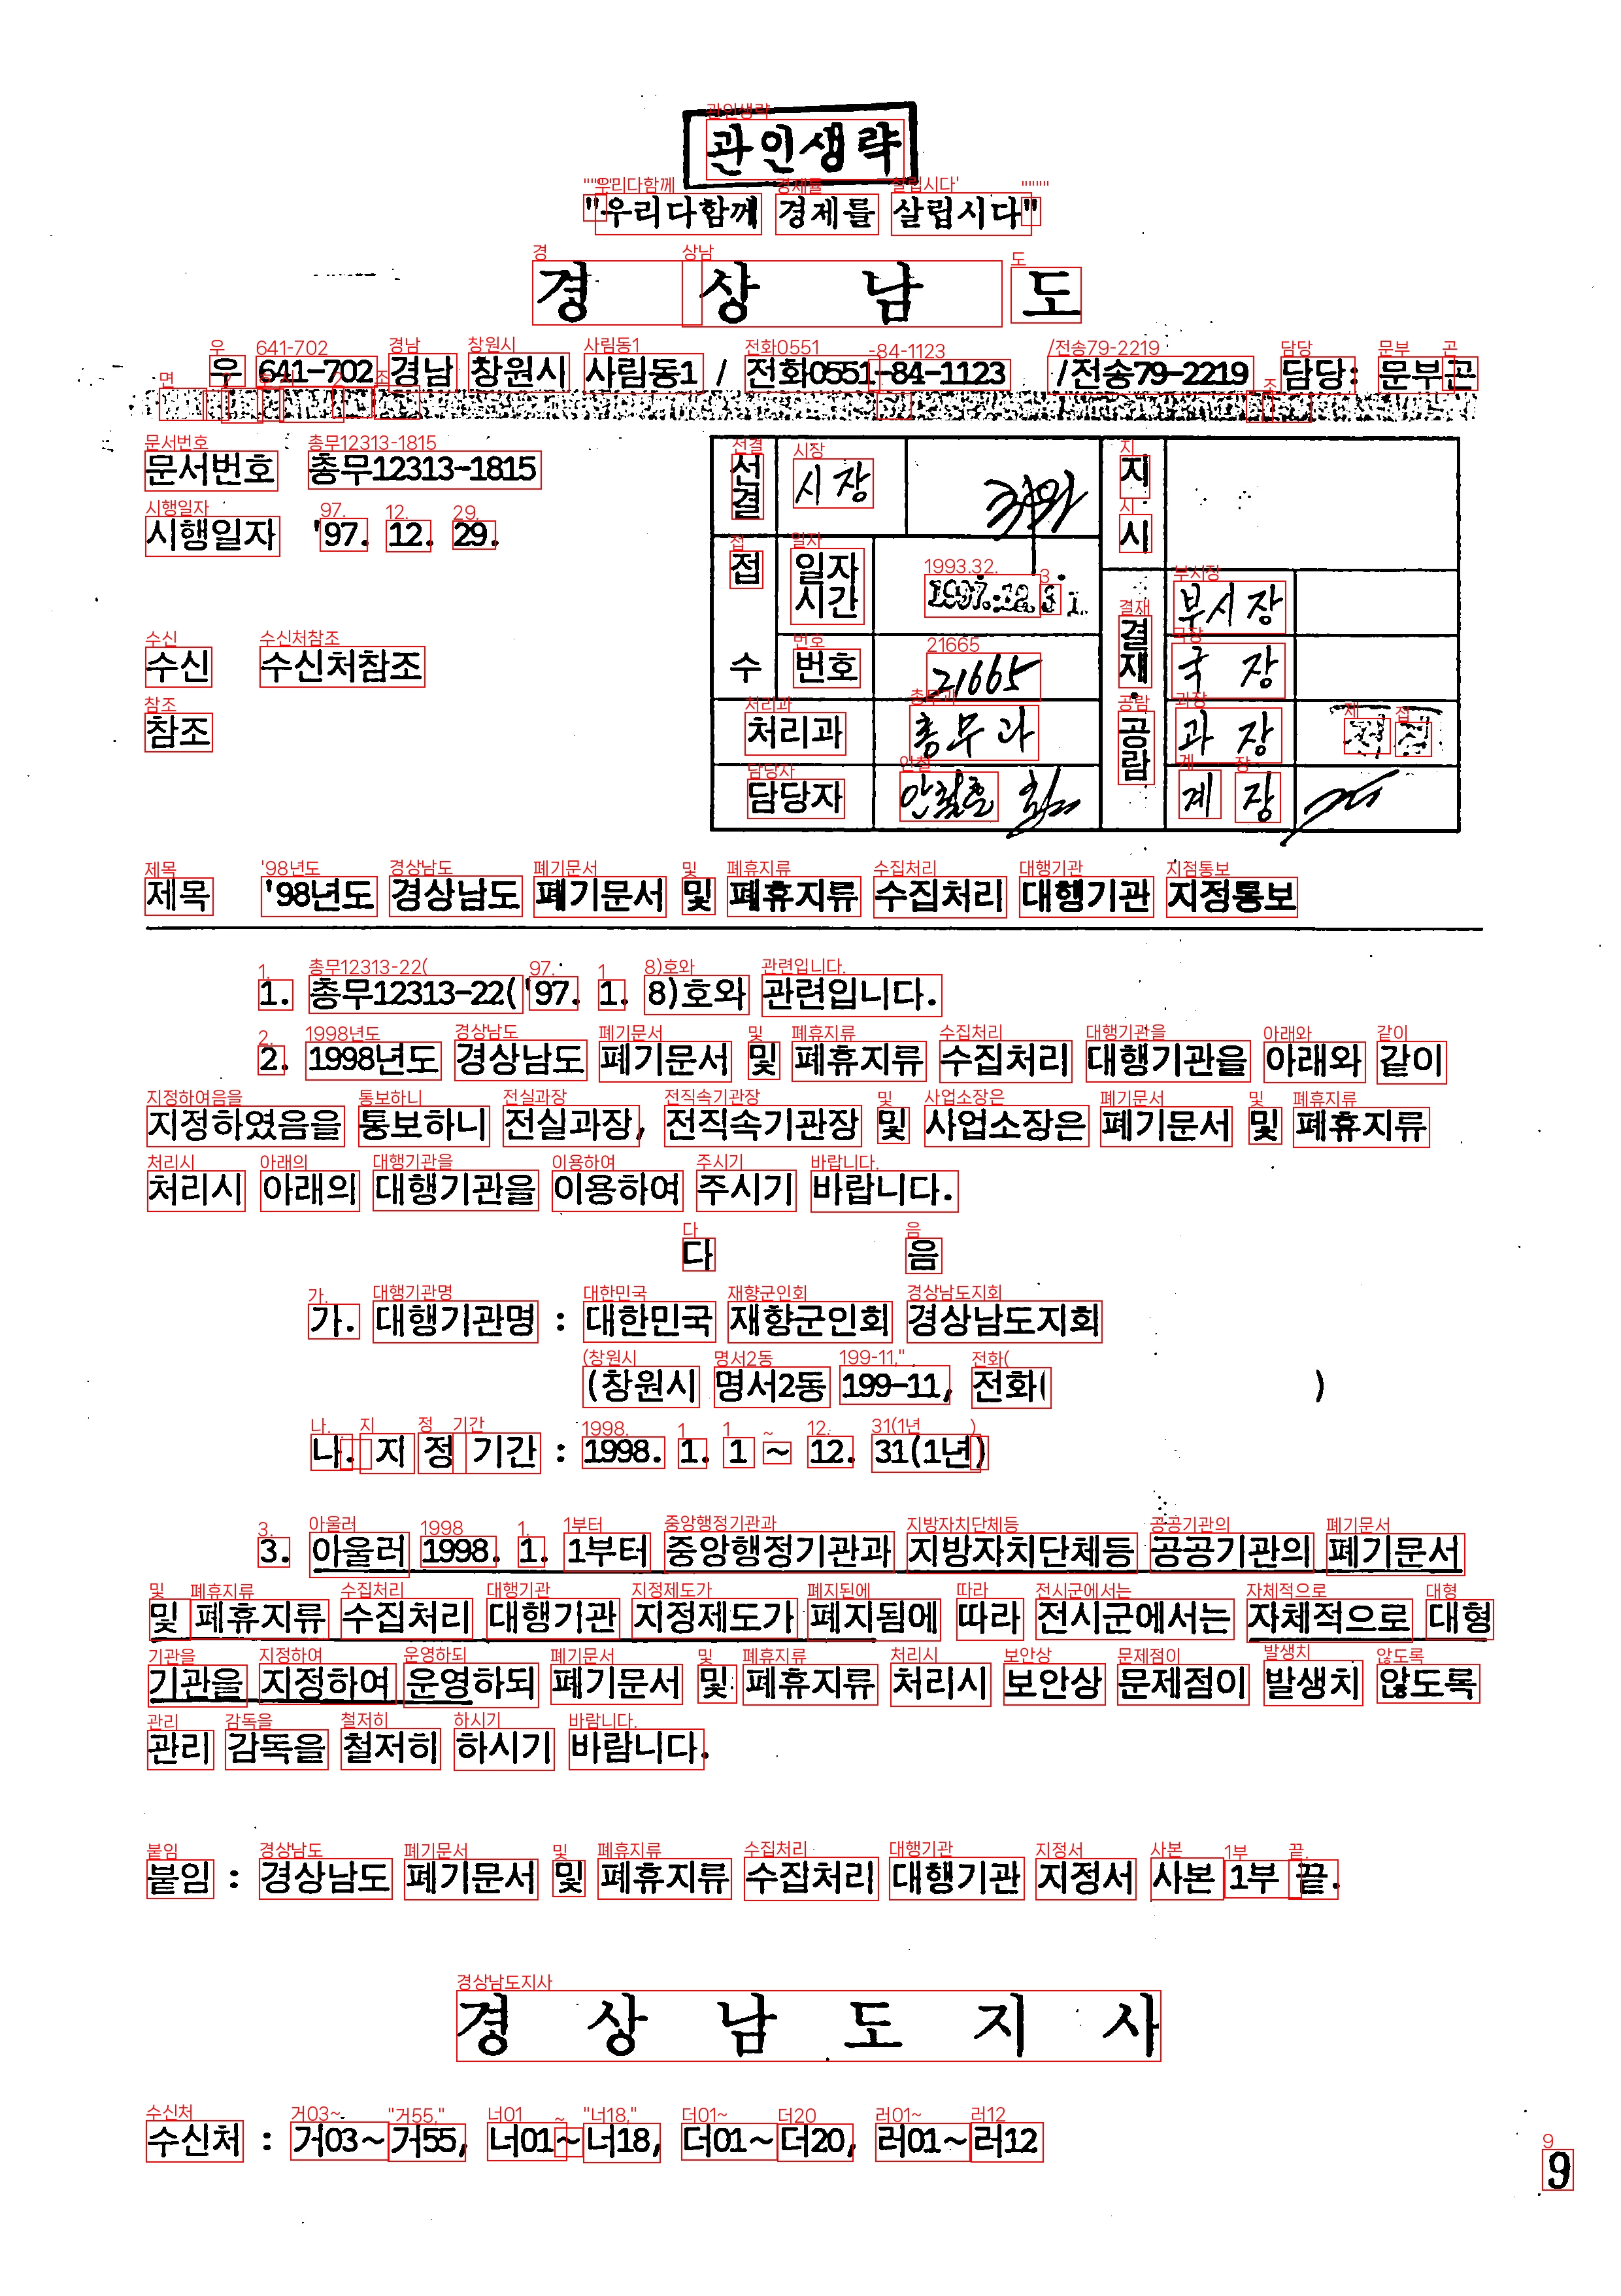 관인생략
"우리다함께 경제를 살립시다"
경 상 남 도
우 641-702 경남 창원시 사림동1 / 전화0551-84-1123 /전송79-2219 담당: 문부곤
문서번호 총무12313-1815
시행일자 '97. 12. 29.
수신 수신처참조
참조
선결 시장 지시
접수 일자시간 1997.12.31.
번호 21665
처리과 총무과
담당자
결재·공람 부시장
국 장
과 장
계 장
제목 '98년도 경상남도 폐기문서 및 폐휴지류 수집처리 대행기관 지정통보
1. 총무12313-22('97. 1. 8)호와 관련입니다.
2. 1998년도 경상남도 폐기문서 및 폐휴지류 수집처리 대행기관을 아래와 같이
지정하였음을 통보하니 전실과장, 전직속기관장 및 사업소장은 폐기문서 및 폐휴지류
처리시 아래의 대행기관을 이용하여 주시기 바랍니다.
다 음
가. 대행기관명 : 대한민국 재향군인회 경상남도지회
(창원시 명서2동 199-11, 전화( )
나. 지 정 기간 : 1998. 1. 1 ~ 12. 31(1년)
3. 아울러 1998. 1. 1부터 중앙행정기관과 지방자치단체등 공공기관의 폐기문서
및 폐휴지류 수집처리 대행기관 지정제도가 폐지됨에 따라 전시군에서는 자체적으로 대형
기관을 지정하여 운영하되 폐기문서 및 폐휴지류 처리시 보안상 문제점이 발생치 않도록
관리 감독을 철저히 하시기 바람니다.
붙임 : 경상남도 폐기문서 및 폐휴지류 수집처리 대행기관 지정서 사본 1부 끝.
경 상 남 도 지 사
수신처 : 거03~거55, 너01~너18, 더01~더20, 러01~러12
9